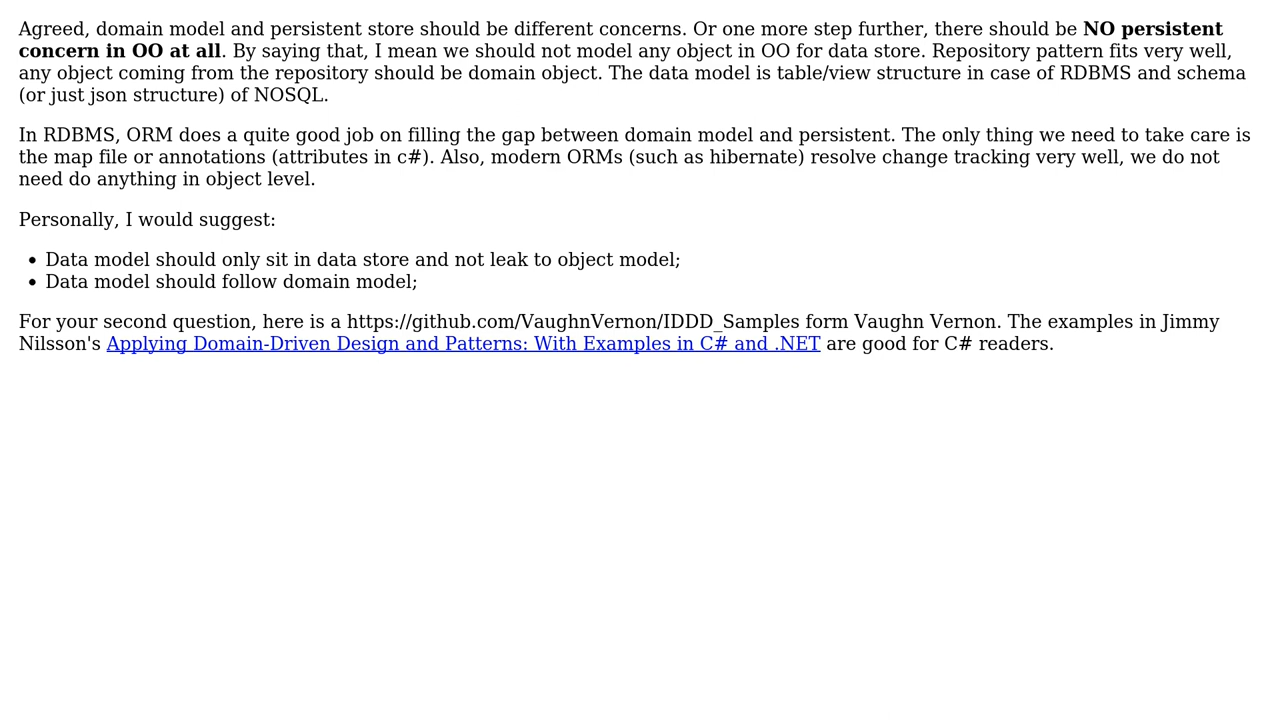 Agreed, domain model and persistent store should be different concerns. Or one more step further, there should be NO persistent
concern in OO at all. By saying that, I mean we should not model any object in OO for data store. Repository pattern fits very well,
any object coming from the repository should be domain object. The data model is table/view structure in case of RDBMS and schema
(or just json structure) of NOSQL.
In RDBMS, ORM does a quite good job on filling the gap between domain model and persistent. The only thing we need to take care is
the map file or annotations (attributes in c#). Also, modern ORMs (such as hibernate) resolve change tracking very well, we do not
need do anything in object level.
Personally, I would suggest:
• Data model should only sit in data store and not leak to object model;
• Data model should follow domain model;
For your second question, here is a https://github.com/VaughnVernon/IDDD_Samples form Vaughn Vernon. The examples in Jimmy
Nilsson's Applying Domain-Driven Design and Patterns: With Examples in C# and .NET are good for C# readers.